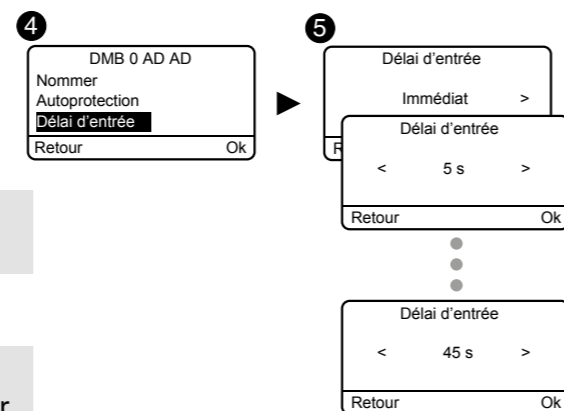 4
DMB 0 AD AD
Nommer
Autoprotection
Délai d'entrée
Retour Ok
5
Délai d'entrée
Immédiat >
Délai d'entrée
< 5 s >
Retour Ok
Délai d'entrée
< 45 s >
Retour Ok